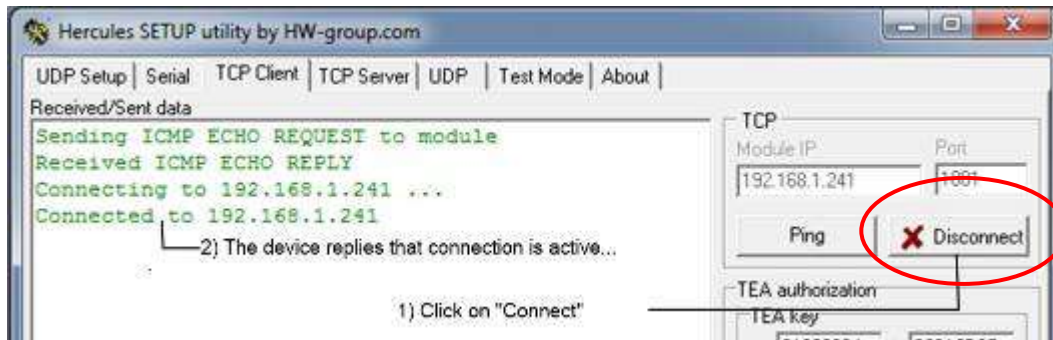 Hercules SETUP utility by HW-group.com
UDP Setup Serial TCP Client TCP Server UDP Test Mode About
Received/Sent data
Sending ICMP ECHO REQUEST to module
Received ICMP ECHO REPLY
Connecting to 192.168.1.241 ...
Connected to 192.168.1.241
2) The device replies that connection is active...
1) Click on "Connect"
TCP
Module IP Port
192.168.1.241
Ping Disconnect
TEA authorization
TEA key